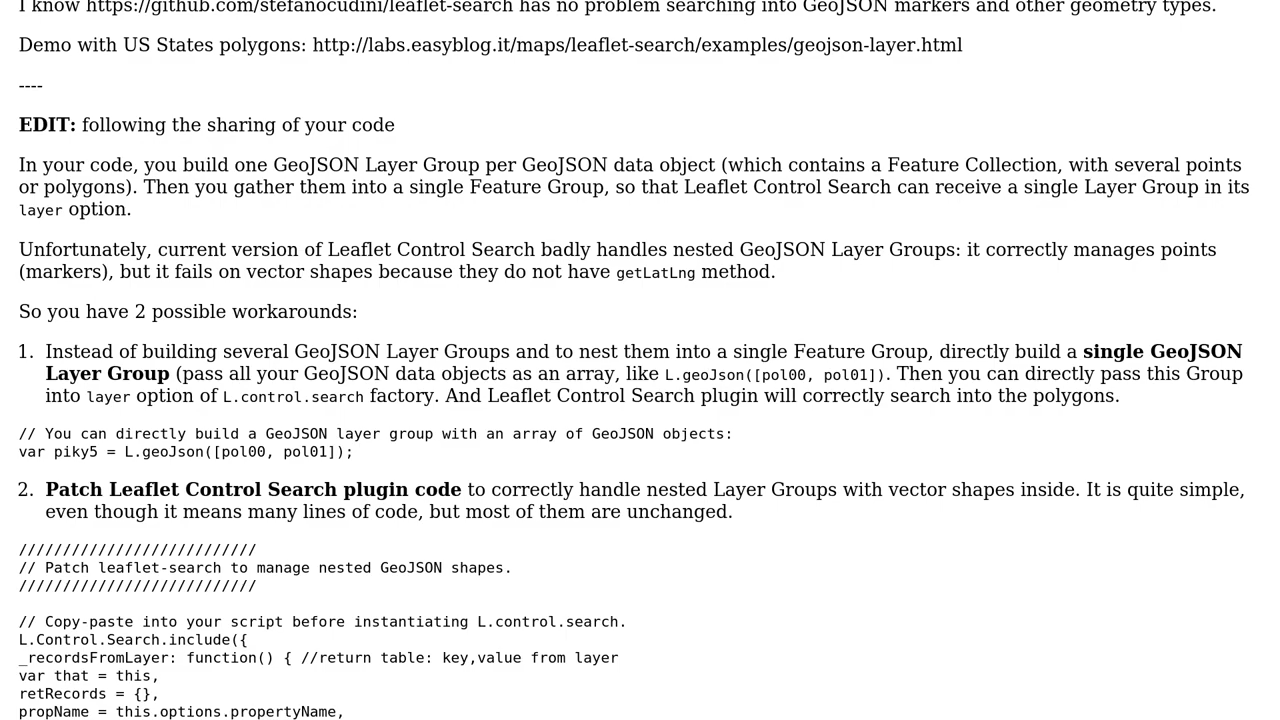 I know https://github.com/stefanocudini/leaflet-search has no problem searching into GeoJSON markers and other geometry types.
Demo with US States polygons: http://labs.easyblog.it/maps/leaflet-search/examples/geojson-layer.html
----
EDIT: following the sharing of your code
In your code, you build one GeoJSON Layer Group per GeoJSON data object (which contains a Feature Collection, with several points
or polygons). Then you gather them into a single Feature Group, so that Leaflet Control Search can receive a single Layer Group in its
layer option.
Unfortunately, current version of Leaflet Control Search badly handles nested GeoJSON Layer Groups: it correctly manages points
(markers), but it fails on vector shapes because they do not have getLatLng method.
So you have 2 possible workarounds:
1. Instead of building several GeoJSON Layer Groups and to nest them into a single Feature Group, directly build a single GeoJSON
Layer Group (pass all your GeoJSON data objects as an array, like L.geoJson([pol00, pol01]). Then you can directly pass this Group
into layer option of L.control.search factory. And Leaflet Control Search plugin will correctly search into the polygons.
// You can directly build a GeoJSON layer group with an array of GeoJSON objects:
var piky5 = L.geoJson([pol00, pol01]);
2. Patch Leaflet Control Search plugin code to correctly handle nested Layer Groups with vector shapes inside. It is quite simple,
even though it means many lines of code, but most of them are unchanged.
///////////////////////////
// Patch leaflet-search to manage nested GeoJSON shapes.
///////////////////////////
// Copy-paste into your script before instantiating L.control.search.
L.Control.Search.include({
_recordsFromLayer: function() { //return table: key,value from layer
var that = this,
retRecords = {},
propName = this.options.propertyName,